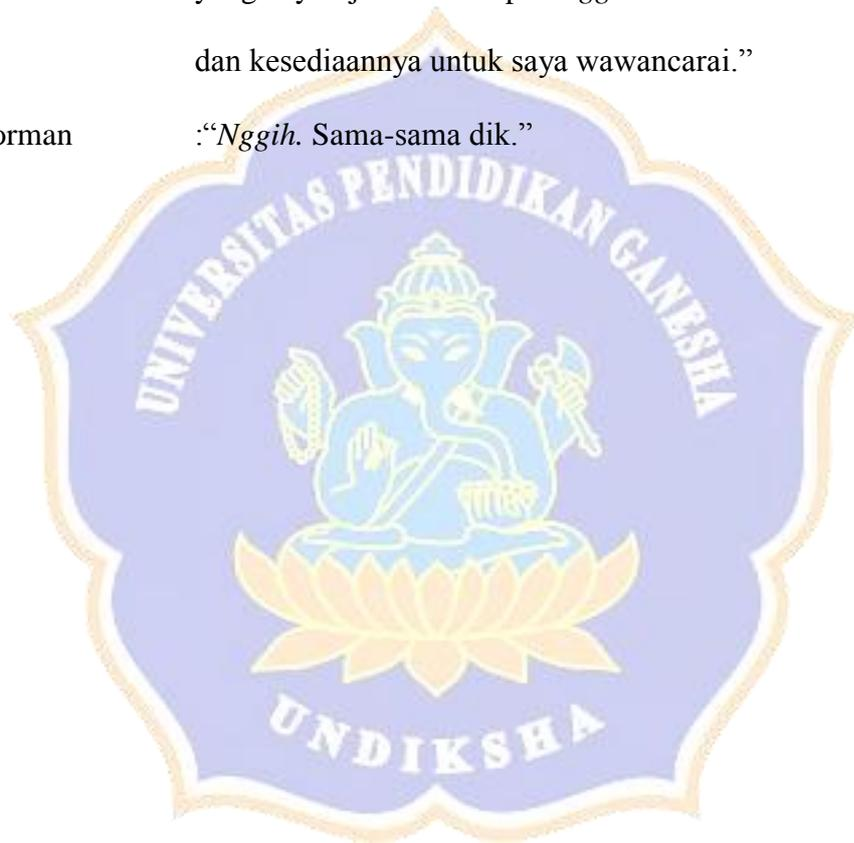 dan kesediaannya untuk saya wawancarai.”
orman :“Nggih. Sama-sama dik.”
UNIVERSITAS PENDIDIKAN GANESHA
UNDIKSHA